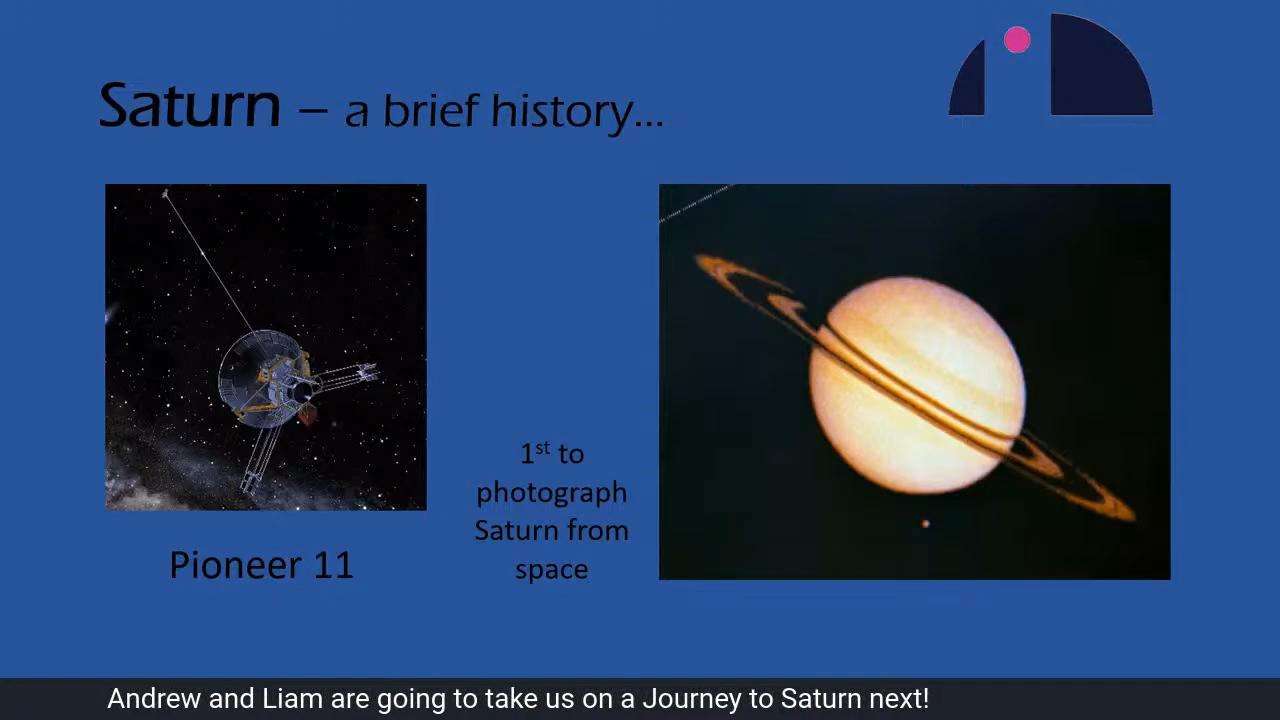 Saturn – a brief history...
1st to
photograph
Saturn from
space
Pioneer 11
Andrew and Liam are going to take us on a Journey to Saturn next!